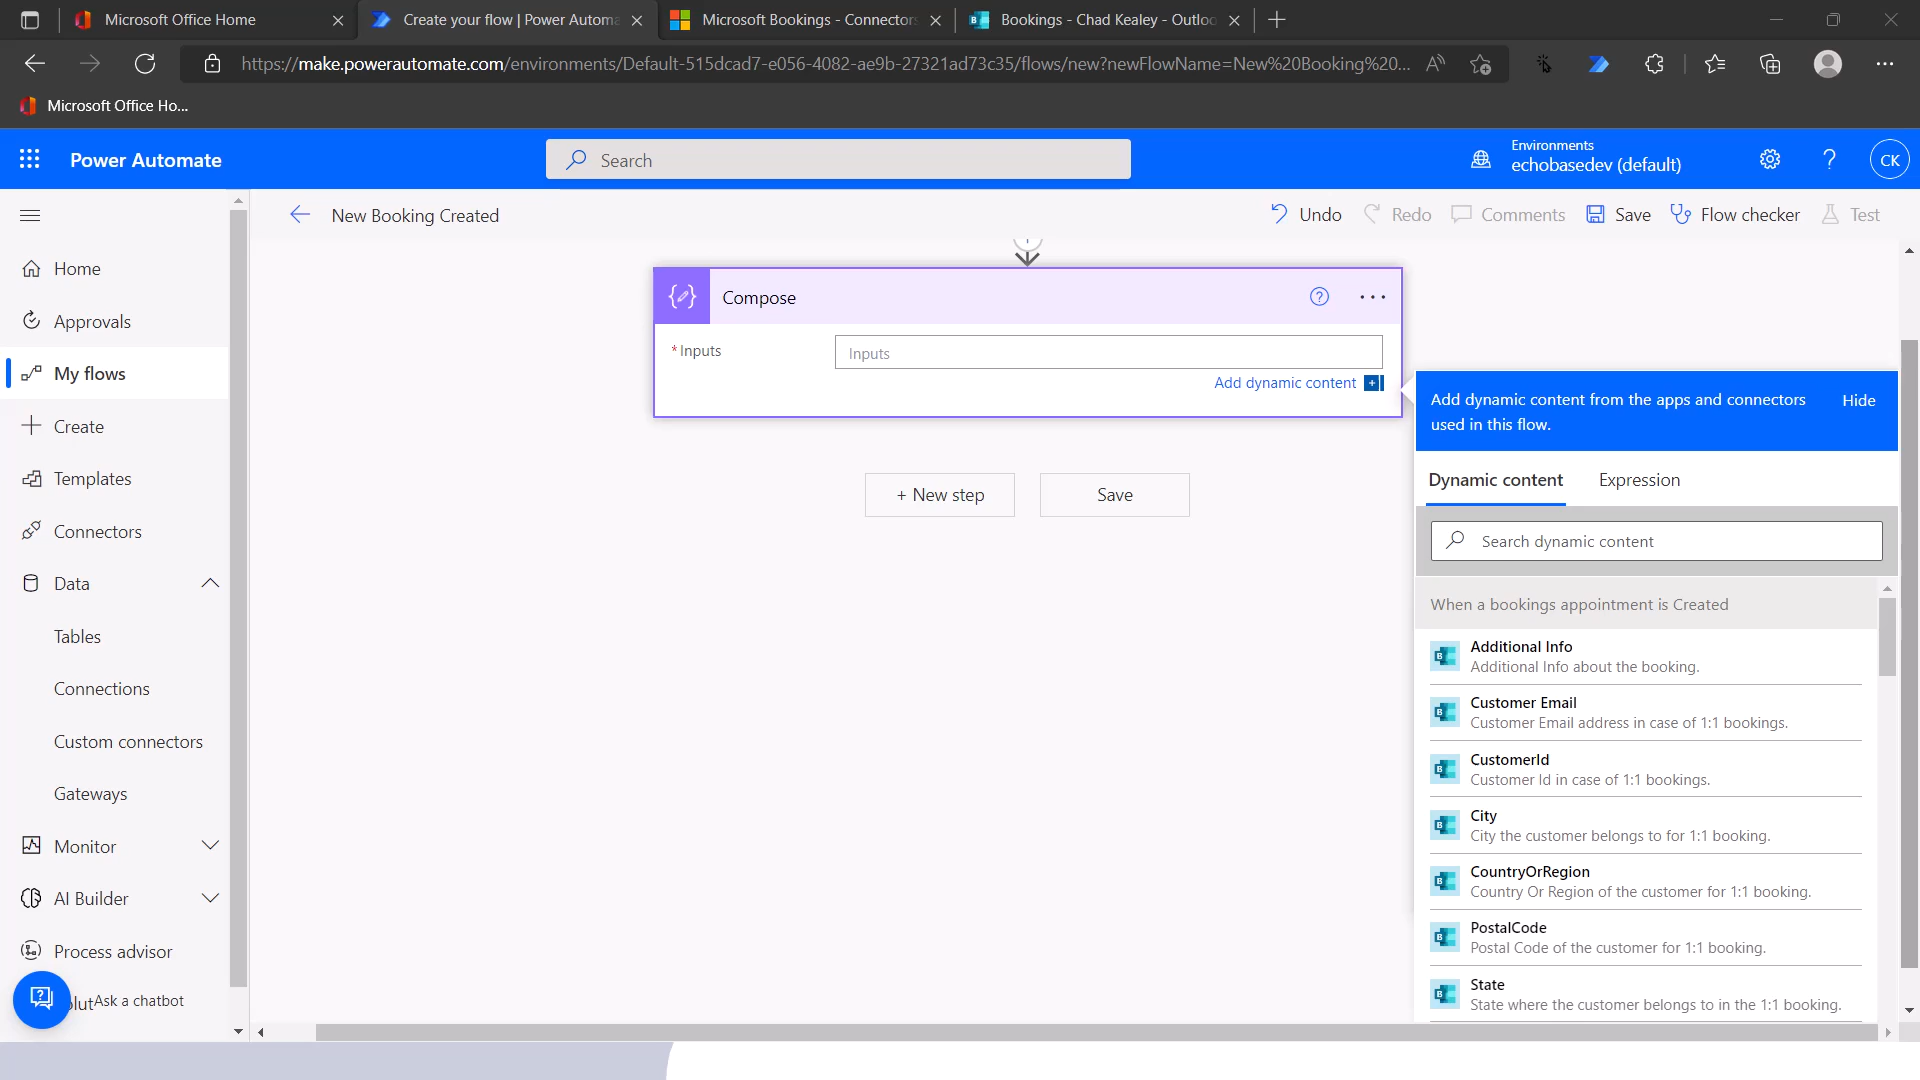 Microsoft Office Home
Create your flow | Power Automa
Microsoft Bookings - Connectors
Bookings - Chad Kealey - Outloo
https://make.powerautomate.com/environments/Default-515dcad7-e056-4082-ae9b-27321ad73c35/flows/new?newFlowName=New%20Booking%20...
Microsoft Office Ho...
Power Automate
Search
Environments
echobasedev (default)
CK
New Booking Created
Undo
Redo
Comments
Save
Flow checker
Test
Home
Approvals
My flows
Create
Templates
Connectors
Data
Tables
Connections
Custom connectors
Gateways
Monitor
AI Builder
Process advisor
Ask a chatbot
Compose
* Inputs
Inputs
Add dynamic content
+ New step
Save
Add dynamic content from the apps and connectors
used in this flow.
Hide
Dynamic content
Expression
Search dynamic content
When a bookings appointment is Created
Additional Info
Additional Info about the booking.
Customer Email
Customer Email address in case of 1:1 bookings.
CustomerId
Customer Id in case of 1:1 bookings.
City
City the customer belongs to for 1:1 booking.
CountryOrRegion
Country Or Region of the customer for 1:1 booking.
PostalCode
Postal Code of the customer for 1:1 booking.
State
State where the customer belongs to in the 1:1 booking.